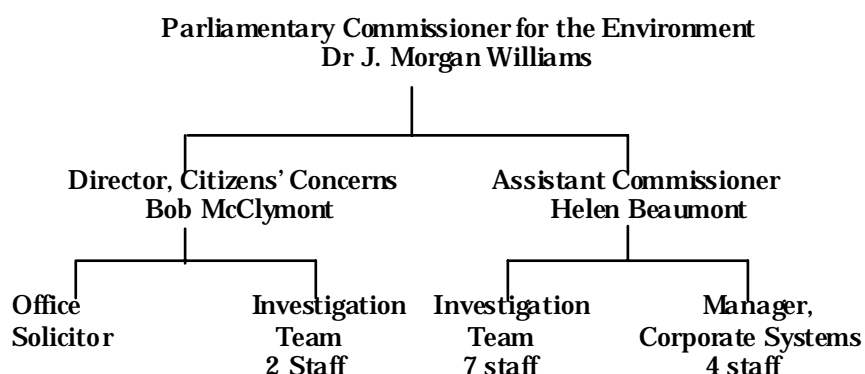 Parliamentary Commissioner for the Environment
Dr J. Morgan Williams
Director, Citizens' Concerns
Bob McClymont
Assistant Commissioner
Helen Beaumont
Office
Solicitor
Investigation
Team
2 Staff
Investigation
Team
7 staff
Manager,
Corporate Systems
4 staff